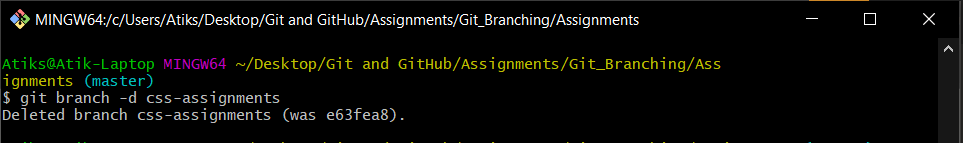 MINGW64:/c/Users/Atiks/Desktop/Git and GitHub/Assignments/Git_Branching/Assignments
Atiks@Atik-Laptop MINGW64 ~/Desktop/Git and GitHub/Assignments/Git_Branching/Ass
ignments (master)
$ git branch -d css-assignments
Deleted branch css-assignments (was e63fea8).